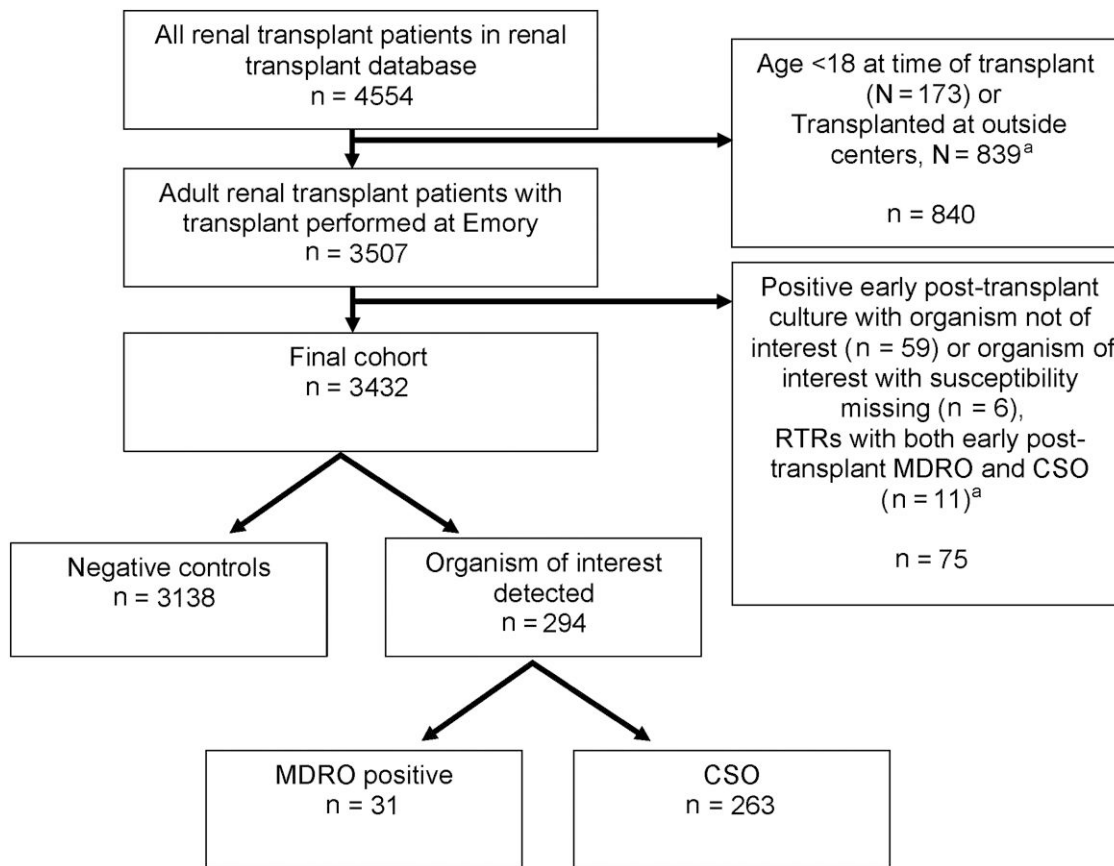 All renal transplant patients in renal
transplant database
n = 4554
Age <18 at time of transplant
(N = 173) or
Transplanted at outside
centers, N = 839a
n = 840
Adult renal transplant patients with
transplant performed at Emory
n = 3507
Positive early post-transplant
culture with organism not of
interest (n = 59) or organism of
interest with susceptibility
missing (n = 6),
RTRs with both early post-
transplant MDRO and CSO
(n = 11)a
n = 75
Final cohort
n = 3432
Negative controls
n = 3138
Organism of interest
detected
n = 294
MDRO positive
n = 31
CSO
n = 263